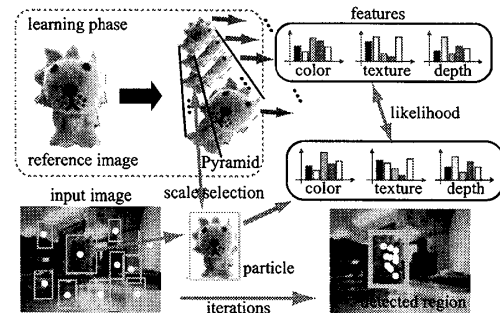 learning phase
features
color texture depth
reference image
Pyramid
likelihood
input image
scale selection
color texture depth
particle
iterations
detected region